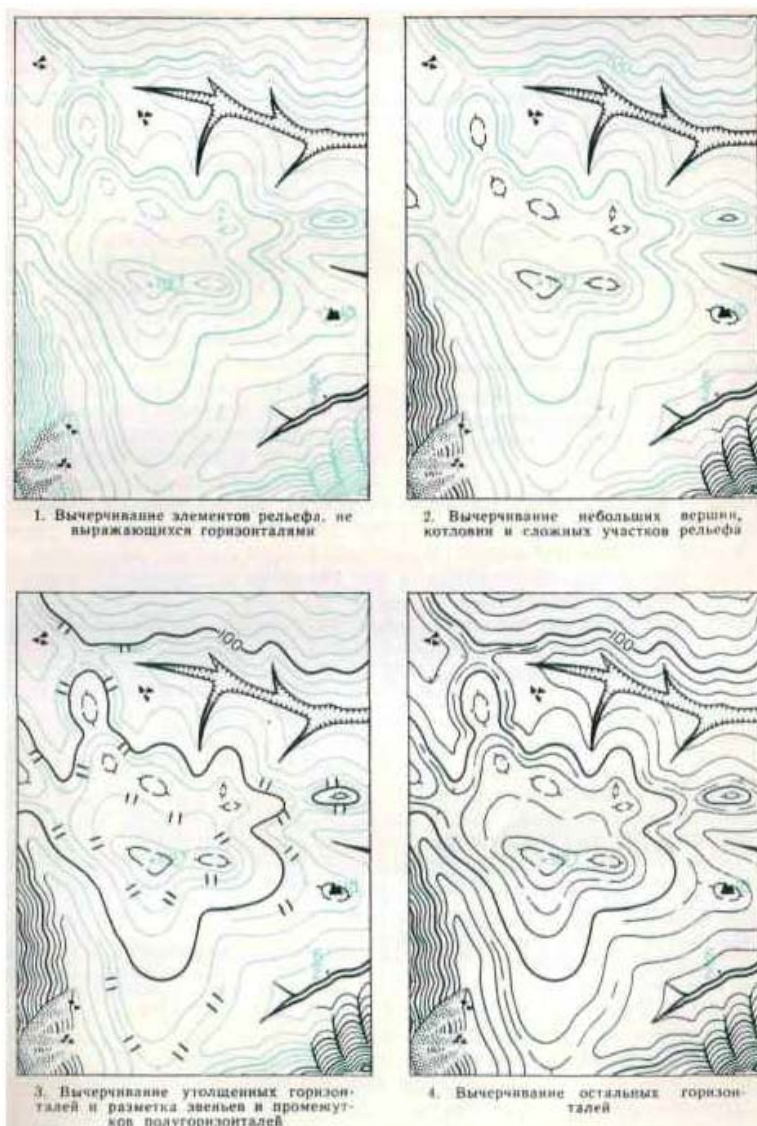 1. Вычерчивание элементов рельефа, не
выражающихся горизонталями
2. Вычерчивание небольших вершин,
котловин и сложных участков рельефа
100
100
3. Вычерчивание утолщенных горизон-
талей и разметка звеньев и промежут-
ков полугоризонталей
4. Вычерчивание остальных горизон-
талей